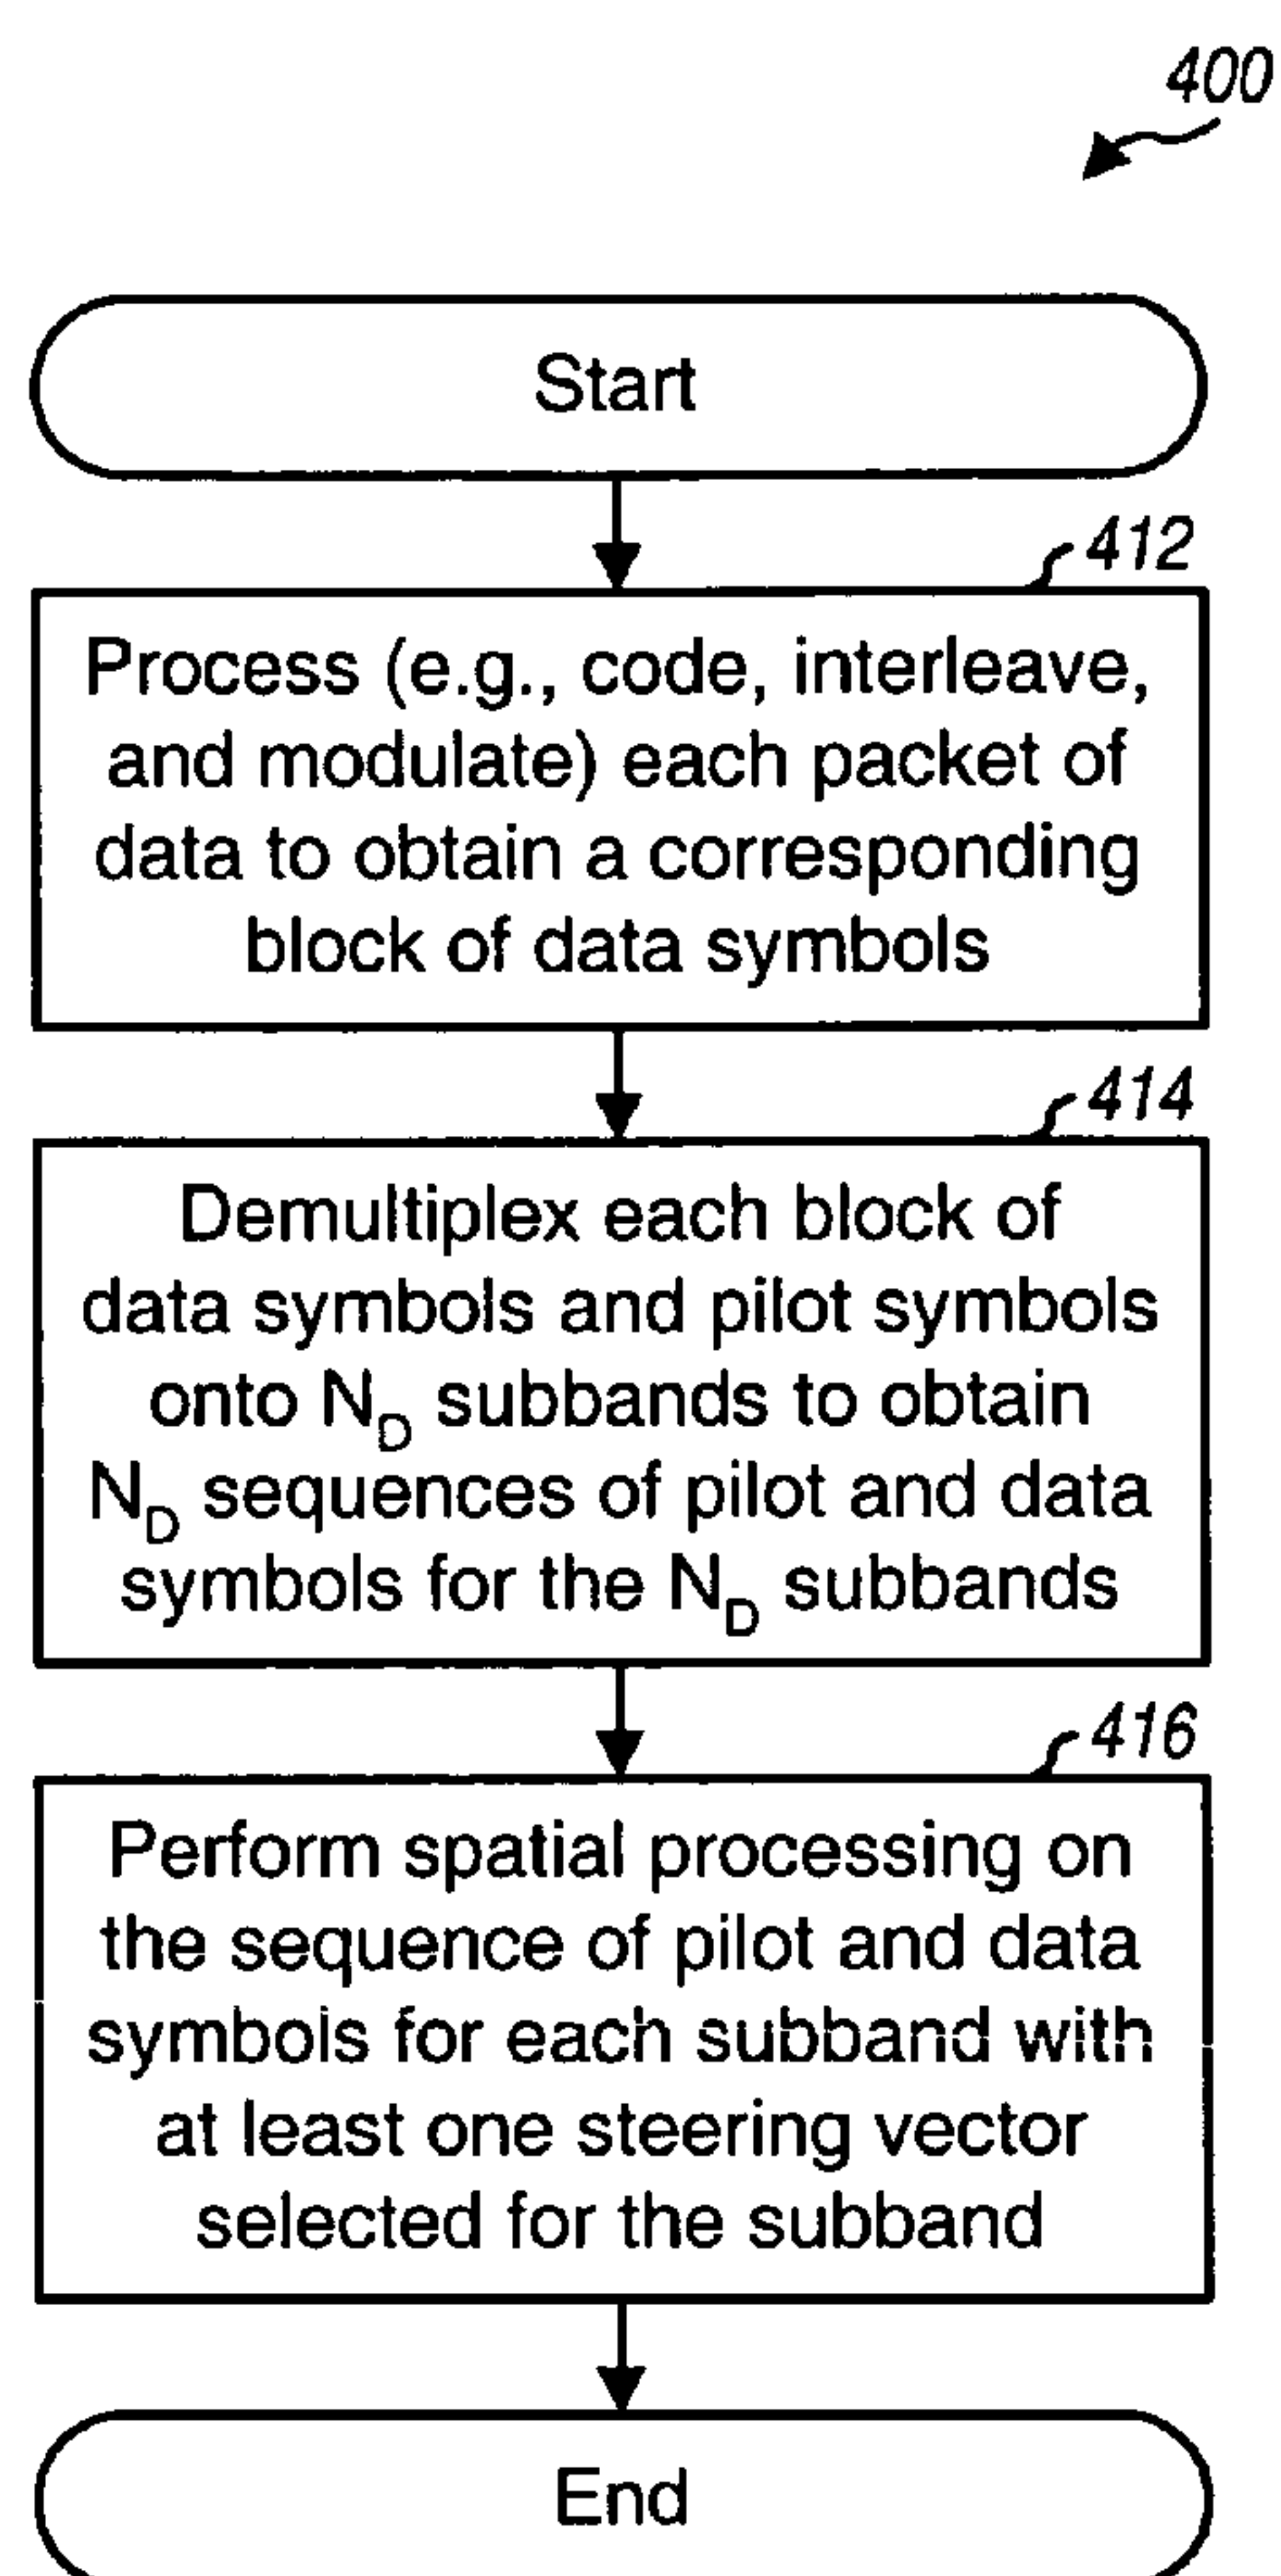 400
Start
412
Process (e.g., code, interleave,
and modulate) each packet of
data to obtain a corresponding
block of data symbols
414
Demultiplex each block of
data symbols and pilot symbols
onto N_D subbands to obtain
N_D sequences of pilot and data
symbols for the N_D subbands
416
Perform spatial processing on
the sequence of pilot and data
symbols for each subband with
at least one steering vector
selected for the subband
End